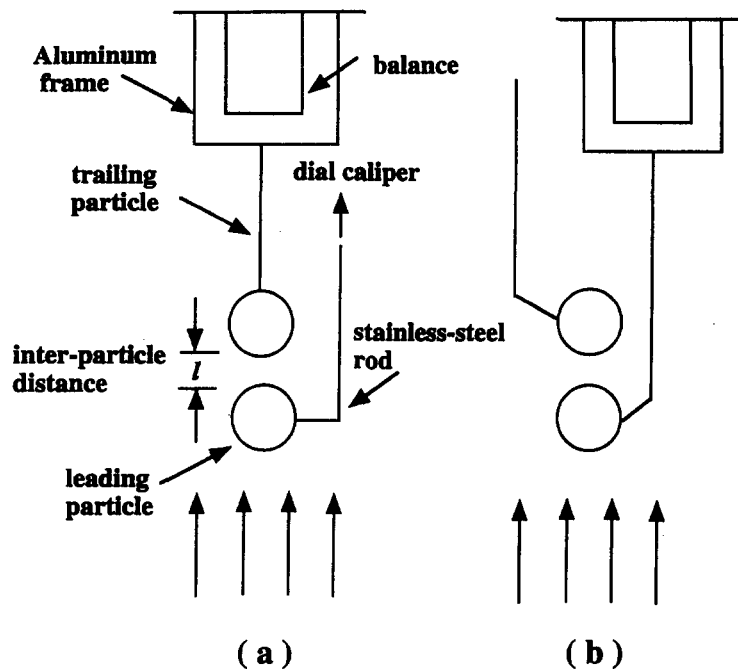 Aluminum
frame
balance
trailing
particle
dial caliper
inter-particle
distance
l
stainless-steel
rod
leading
particle
( a )
( b )